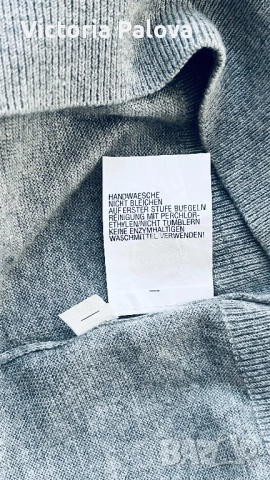 Victoria Palova
HANDWAESCHE
NICHT BLEICHEN
AUF ERSTER STUFE BUEGELN
REINIGUNG MIT PERCHLOR-
ETHYLEN/NICHT TUMBLERN
KEINE ENZYMHALTIGEN
WASCHMITTEL VERWENDEN!
BAZAR